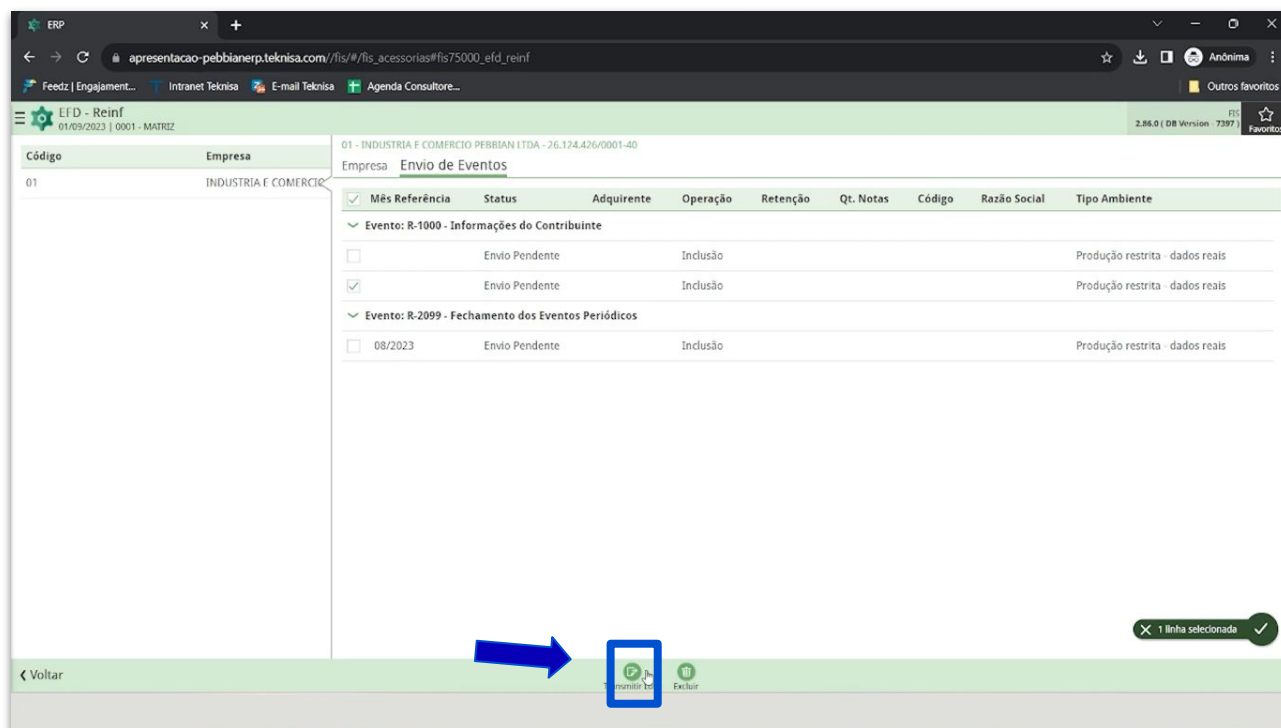 ERP
apresentacao-pebbianerp.teknisa.com//fis/#/fis_acessorias#fis75000_efd_reinf
Anônima
Feedz | Engajament...
Intranet Teknisa
E-mail Teknisa
Agenda Consultore...
Outros favoritos
EFD - Reinf
01/09/2023 | 0001 - MATRIZ
FIS
2.86.0 ( DB Version - 7397 )
Favoritos
Código Empresa
01 INDUSTRIA E COMERCIO
01 - INDUSTRIA E COMERCIO PEBBIAN LTDA - 26.124.426/0001-40
Empresa Envio de Eventos
Mês Referência Status Adquirente Operação Retenção Qt. Notas Código Razão Social Tipo Ambiente
Evento: R-1000 - Informações do Contribuinte
Envio Pendente Inclusão Produção restrita - dados reais
Envio Pendente Inclusão Produção restrita - dados reais
Evento: R-2099 - Fechamento dos Eventos Periódicos
08/2023 Envio Pendente Inclusão Produção restrita - dados reais
1 linha selecionada
Voltar
Transmitir
Excluir